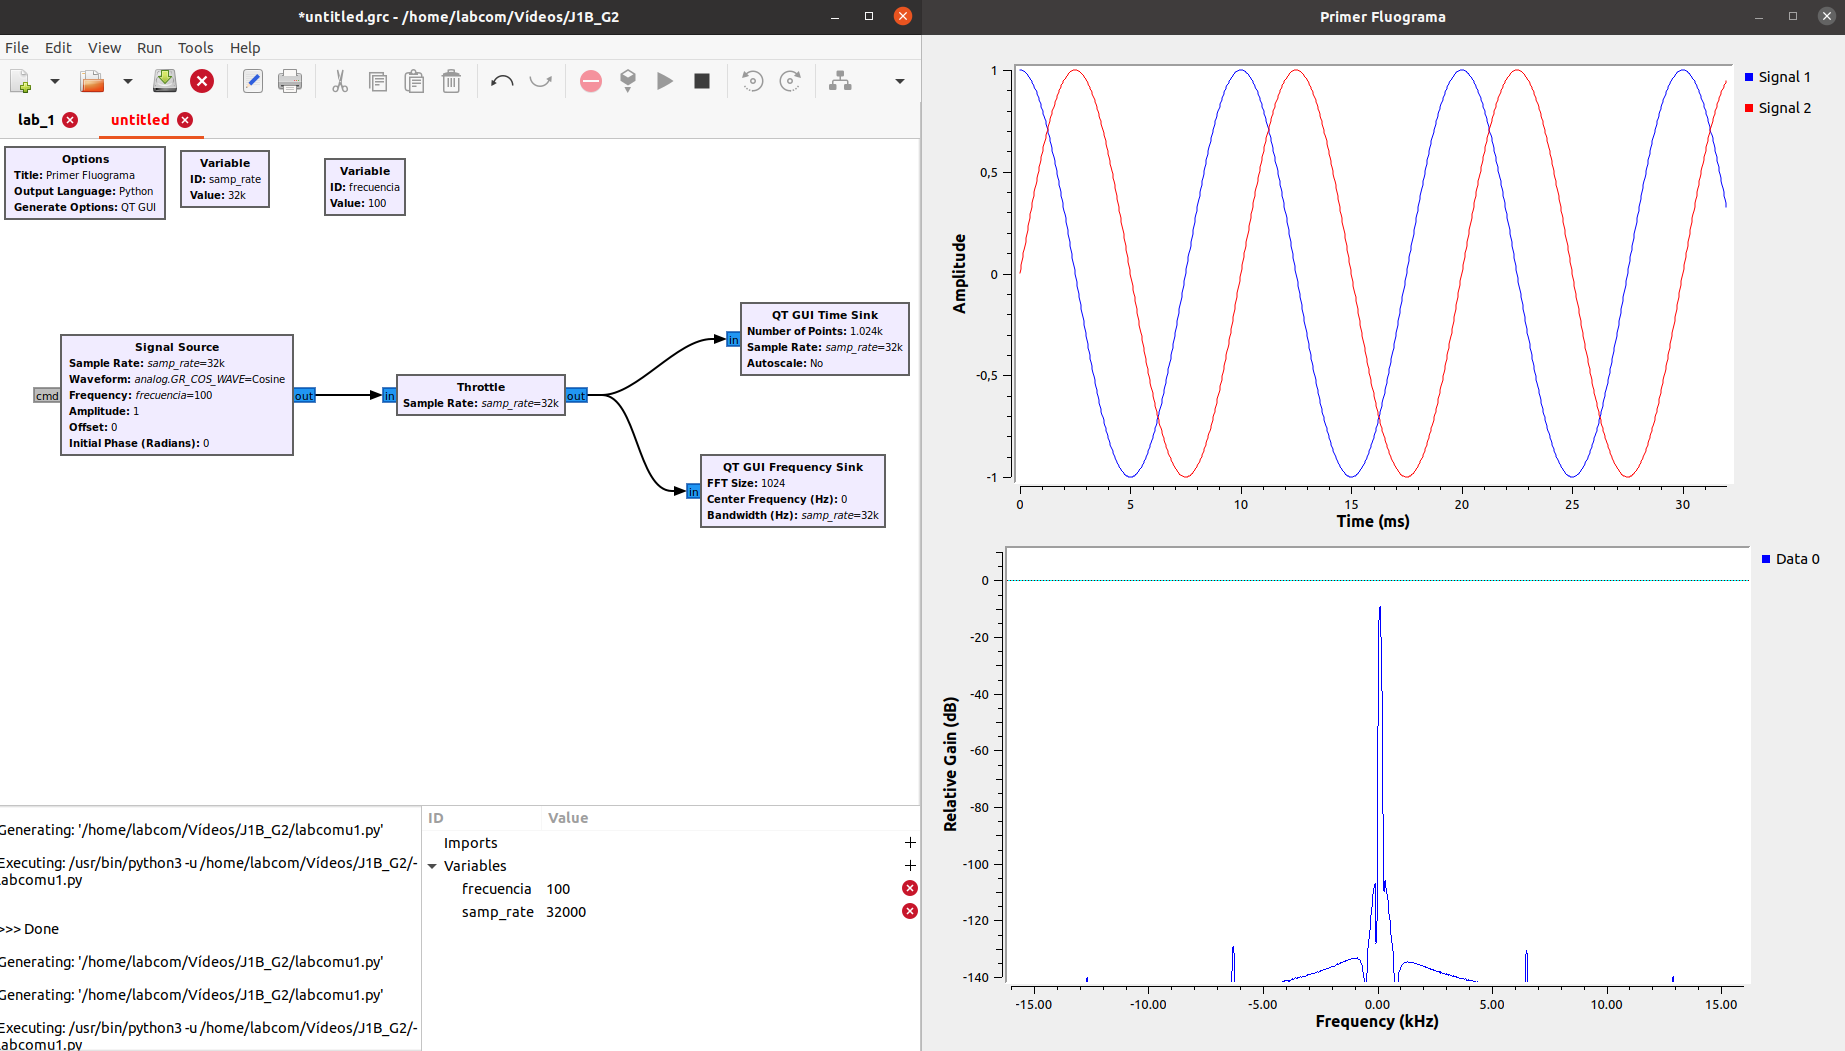 *untitled.grc - /home/labcom/Vídeos/J1B_G2
File Edit View Run Tools Help
lab_1
untitled
Options
Title: Primer Fluograma
Output Language: Python
Generate Options: QT GUI
Variable
ID: samp_rate
Value: 32k
Variable
ID: frecuencia
Value: 100
Signal Source
Sample Rate: samp_rate=32k
Waveform: analog.GR_COS_WAVE=Cosine
Frequency: frecuencia=100
Amplitude: 1
Offset: 0
Initial Phase (Radians): 0
cmd
out
in
Throttle
Sample Rate: samp_rate=32k
out
in
QT GUI Time Sink
Number of Points: 1.024k
Sample Rate: samp_rate=32k
Autoscale: No
in
QT GUI Frequency Sink
FFT Size: 1024
Center Frequency (Hz): 0
Bandwidth (Hz): samp_rate=32k
Generating: '/home/labcom/Vídeos/J1B_G2/labcomu1.py'
Executing: /usr/bin/python3 -u /home/labcom/Vídeos/J1B_G2/-
labcomu1.py
>>> Done
Generating: '/home/labcom/Vídeos/J1B_G2/labcomu1.py'
Generating: '/home/labcom/Vídeos/J1B_G2/labcomu1.py'
Executing: /usr/bin/python3 -u /home/labcom/Vídeos/J1B_G2/-
labcomu1.py
ID Value
Imports
Variables
frecuencia 100
samp_rate 32000
Primer Fluograma
1
0,5
0
-0,5
-1
Amplitude
0 5 10 15 20 25 30
Time (ms)
Signal 1
Signal 2
0
-20
-40
-60
-80
-100
-120
-140
Relative Gain (dB)
-15.00 -10.00 -5.00 0.00 5.00 10.00 15.00
Frequency (kHz)
Data 0